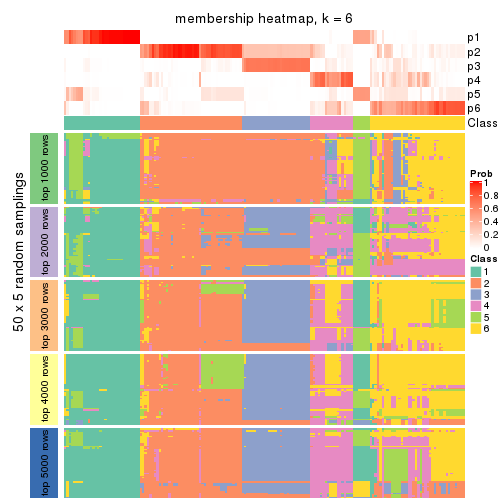 membership heatmap, k = 6
p1
p2
p3
p4
p5
p6
Class
50 x 5 random samplings
top 1000 rows
top 2000 rows
top 3000 rows
top 4000 rows
top 5000 rows
Prob
1
0.8
0.6
0.4
0.2
0
Class
1
2
3
4
5
6